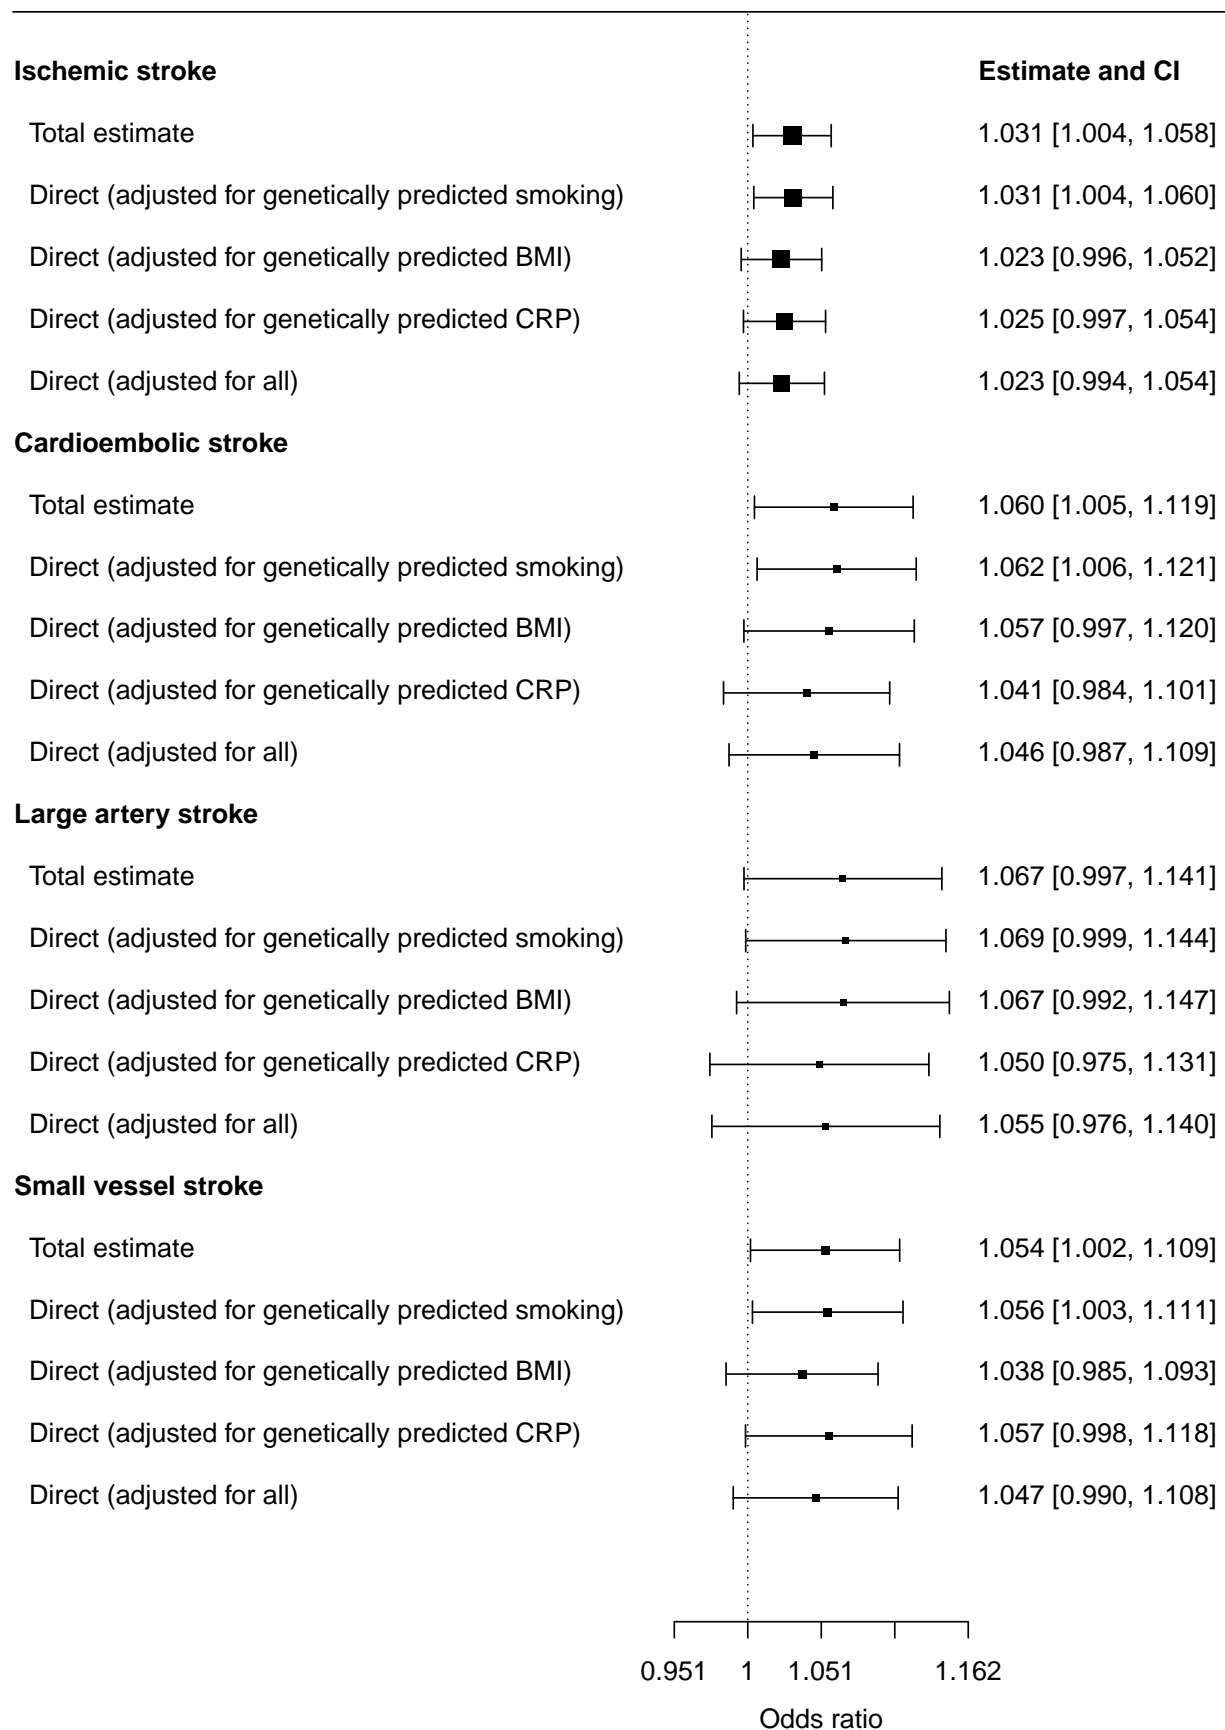 Ischemic stroke Estimate and CI
Total estimate 1.031 [1.004, 1.058]
Direct (adjusted for genetically predicted smoking) 1.031 [1.004, 1.060]
Direct (adjusted for genetically predicted BMI) 1.023 [0.996, 1.052]
Direct (adjusted for genetically predicted CRP) 1.025 [0.997, 1.054]
Direct (adjusted for all) 1.023 [0.994, 1.054]
Cardioembolic stroke
Total estimate 1.060 [1.005, 1.119]
Direct (adjusted for genetically predicted smoking) 1.062 [1.006, 1.121]
Direct (adjusted for genetically predicted BMI) 1.057 [0.997, 1.120]
Direct (adjusted for genetically predicted CRP) 1.041 [0.984, 1.101]
Direct (adjusted for all) 1.046 [0.987, 1.109]
Large artery stroke
Total estimate 1.067 [0.997, 1.141]
Direct (adjusted for genetically predicted smoking) 1.069 [0.999, 1.144]
Direct (adjusted for genetically predicted BMI) 1.067 [0.992, 1.147]
Direct (adjusted for genetically predicted CRP) 1.050 [0.975, 1.131]
Direct (adjusted for all) 1.055 [0.976, 1.140]
Small vessel stroke
Total estimate 1.054 [1.002, 1.109]
Direct (adjusted for genetically predicted smoking) 1.056 [1.003, 1.111]
Direct (adjusted for genetically predicted BMI) 1.038 [0.985, 1.093]
Direct (adjusted for genetically predicted CRP) 1.057 [0.998, 1.118]
Direct (adjusted for all) 1.047 [0.990, 1.108]
0.951 1 1.051 1.162
Odds ratio